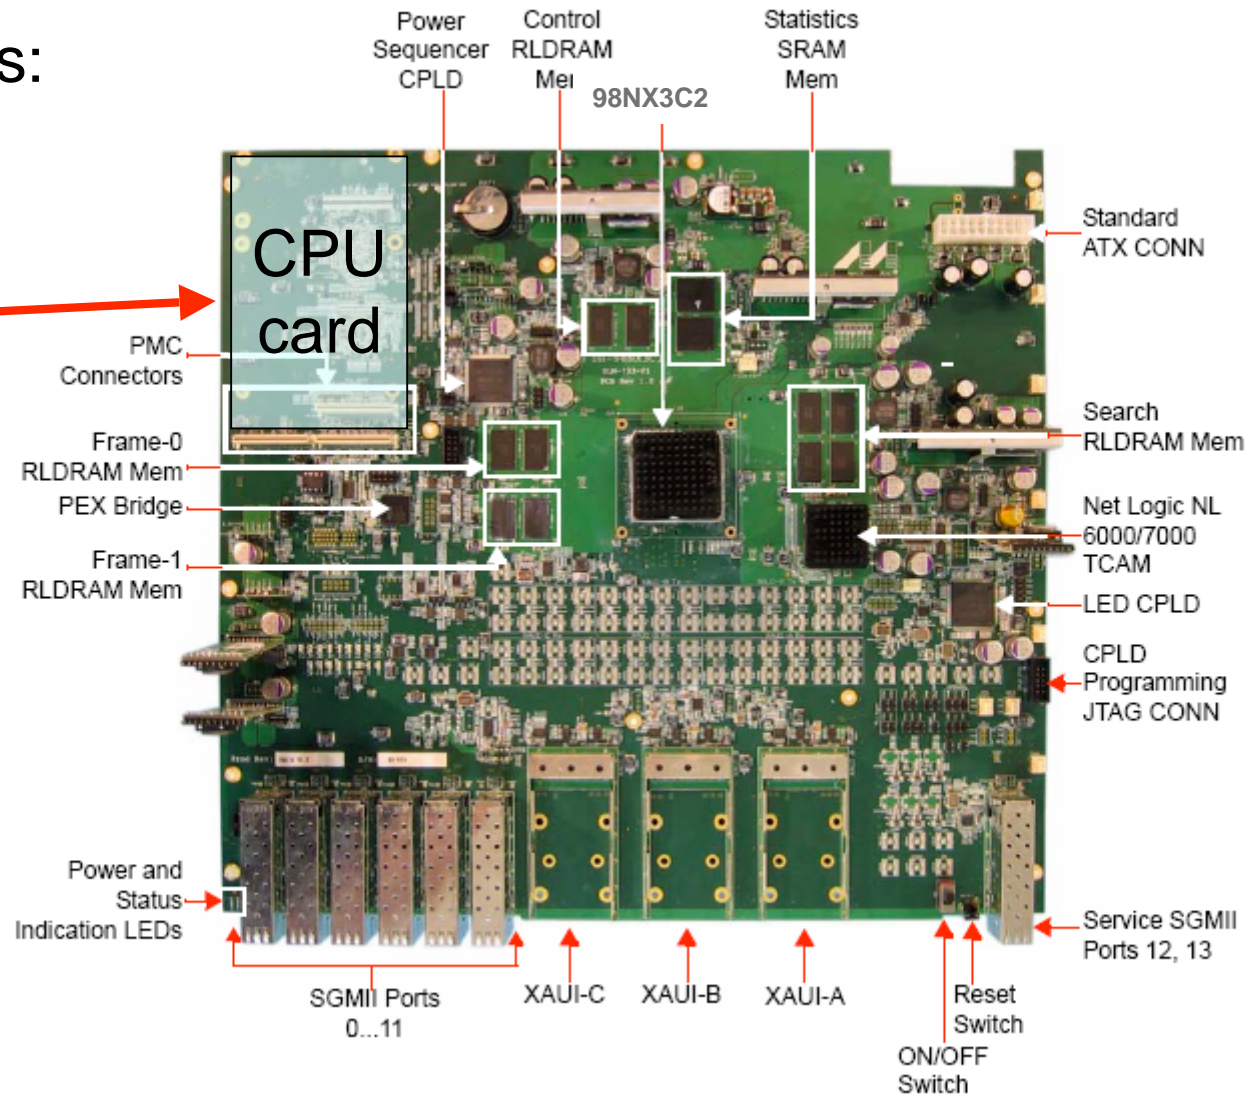 s:
Power
Sequencer
CPLD
Control
RLDRAM
Mei
98NX3C2
Statistics
SRAM
Mem
CPU
card
Standard
ATX CONN
PMC
Connectors
Search
RLDRAM Mem
Frame-0
RLDRAM Mem
PEX Bridge
Net Logic NL
6000/7000
TCAM
Frame-1
RLDRAM Mem
LED CPLD
CPLD
Programming
JTAG CONN
Power and
Status
Indication LEDs
Service SGMII
Ports 12, 13
SGMII Ports
0...11
XAUI-C
XAUI-B
XAUI-A
Reset
Switch
ON/OFF
Switch